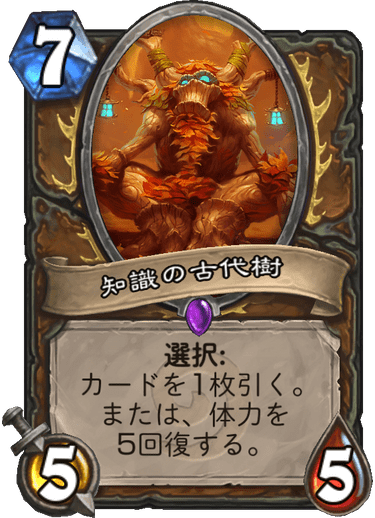 7
知識の古代樹
選択:
カードを1枚引く。
または、体力を
5回復する。
5
5